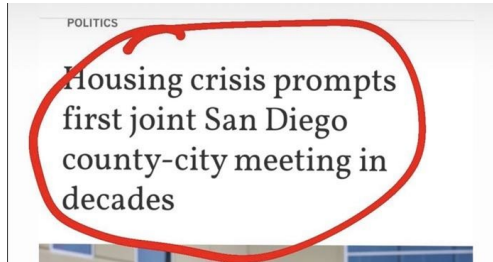 POLITICS
Housing crisis prompts
first joint San Diego
county-city meeting in
decades